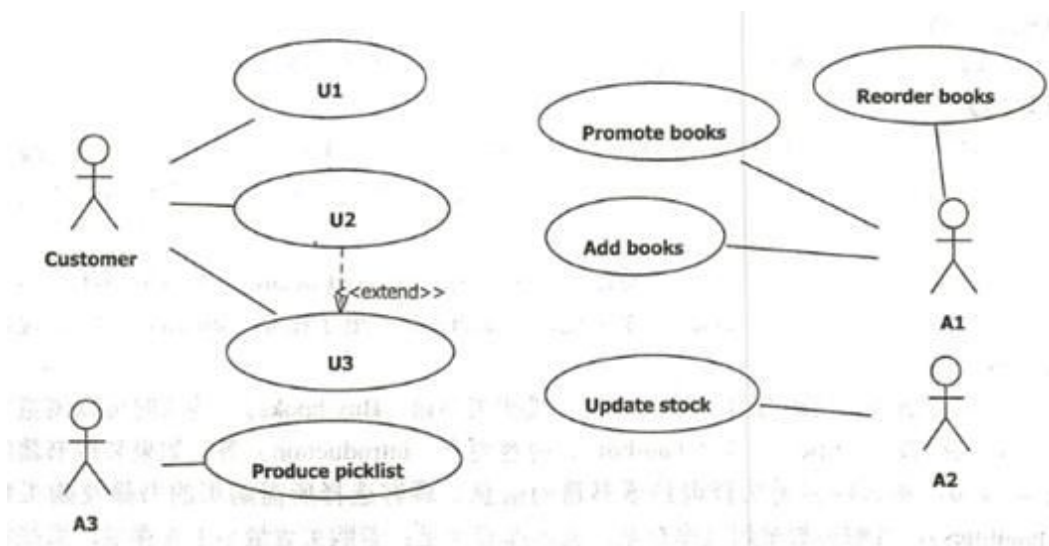 U1
Reorder books
Promote books
U2
Add books
Customer
<<extend>>
A1
U3
Update stock
Produce picklist
A2
A3